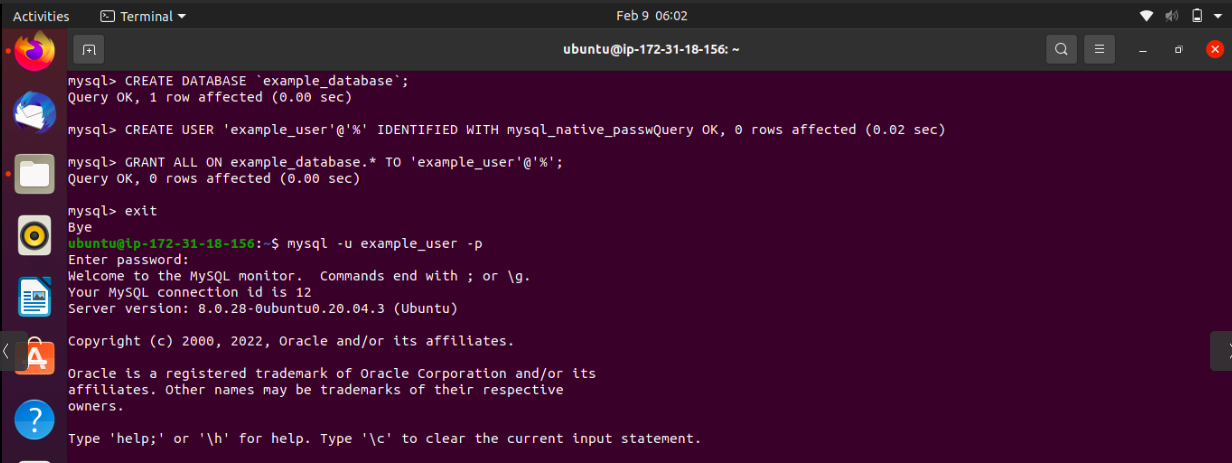 Activities Terminal Feb 9 06:02
ubuntu@ip-172-31-18-156: ~
mysql> CREATE DATABASE `example_database`;
Query OK, 1 row affected (0.00 sec)
mysql> CREATE USER 'example_user'@'%' IDENTIFIED WITH mysql_native_passwQuery OK, 0 rows affected (0.02 sec)
mysql> GRANT ALL ON example_database.* TO 'example_user'@'%';
Query OK, 0 rows affected (0.00 sec)
mysql> exit
Bye
ubuntu@ip-172-31-18-156:~$ mysql -u example_user -p
Enter password:
Welcome to the MySQL monitor.  Commands end with ; or \g.
Your MySQL connection id is 12
Server version: 8.0.28-0ubuntu0.20.04.3 (Ubuntu)
Copyright (c) 2000, 2022, Oracle and/or its affiliates.
Oracle is a registered trademark of Oracle Corporation and/or its
affiliates. Other names may be trademarks of their respective
owners.
Type 'help;' or '\h' for help. Type '\c' to clear the current input statement.